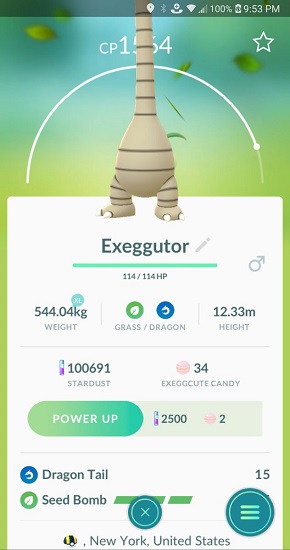 100% 9:53 PM
CP1564
Exeggutor
114 / 114 HP
XL
544.04kg
WEIGHT
GRASS / DRAGON
12.33m
HEIGHT
100691
STARDUST
34
EXEGGCUTE CANDY
POWER UP
2500
2
Dragon Tail 15
Seed Bomb
, New York, United States